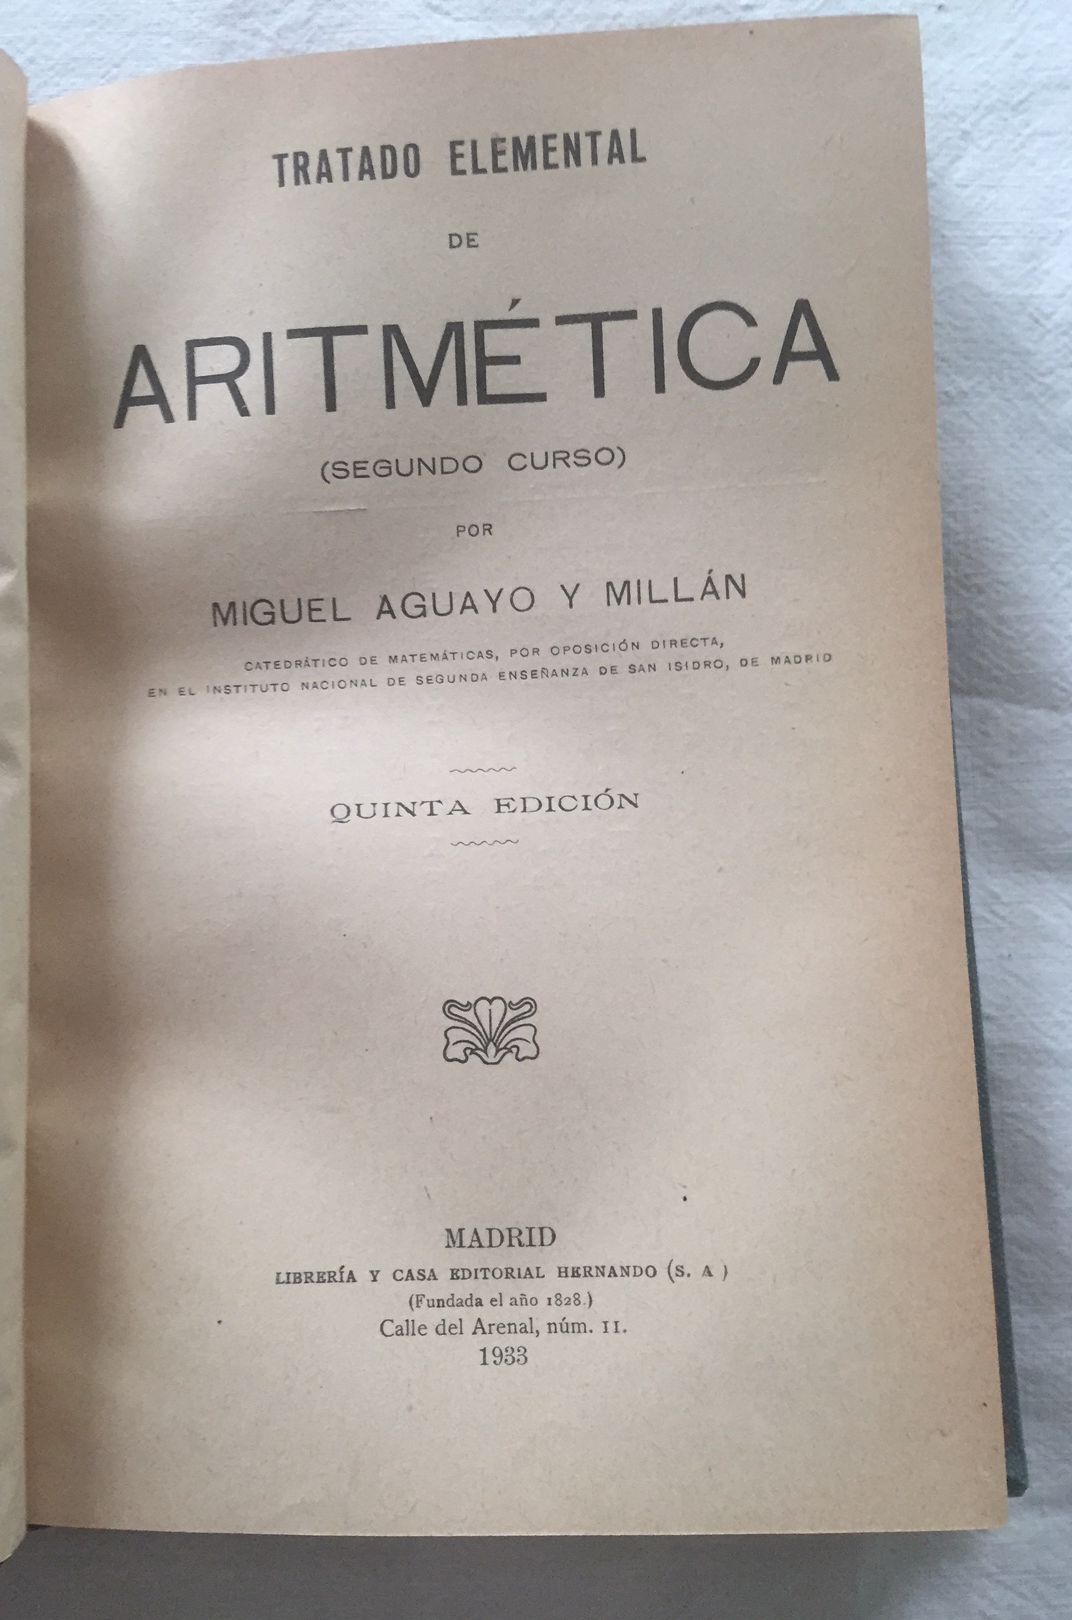 TRATADO ELEMENTAL
DE
ARITMÉTICA
(SEGUNDO CURSO)
POR
MIGUEL AGUAYO Y MILLÁN
CATEDRÁTICO DE MATEMÁTICAS, POR OPOSICIÓN DIRECTA,
EN EL INSTITUTO NACIONAL DE SEGUNDA ENSEÑANZA DE SAN ISIDRO, DE MADRID
QUINTA EDICIÓN
MADRID
LIBRERÍA Y CASA EDITORIAL HERNANDO (S. A )
(Fundada el año 1828.)
Calle del Arenal, núm. 11.
1933